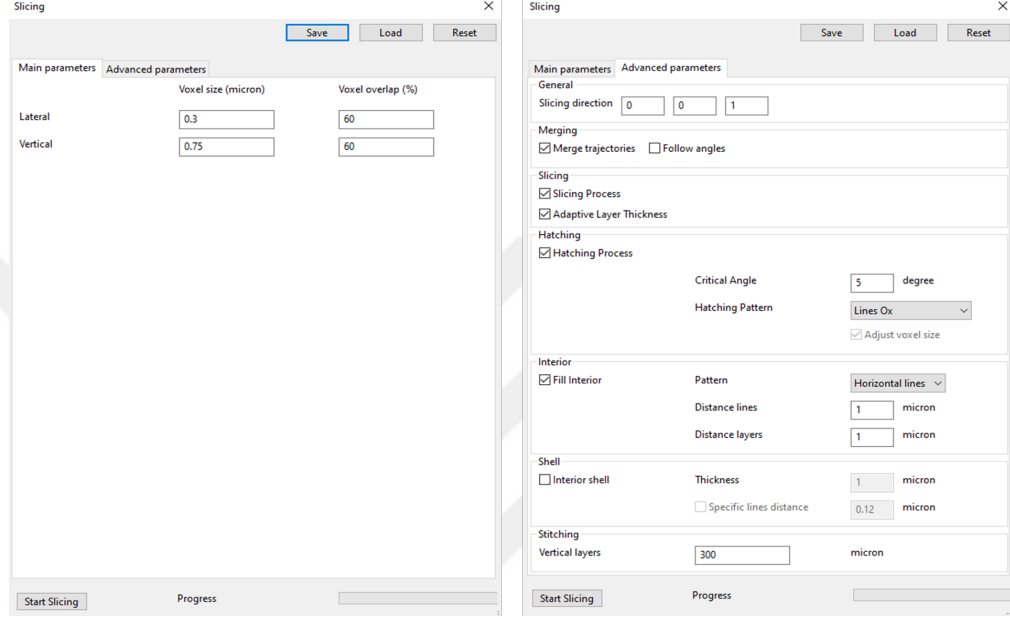 Slicing
Save Load Reset
Main parameters Advanced parameters
Voxel size (micron) Voxel overlap (%)
Lateral 0.3 60
Vertical 0.75 60
Start Slicing Progress
Slicing
Save Load Reset
Main parameters Advanced parameters
General
Slicing direction 0 0 1
Merging
Merge trajectories Follow angles
Slicing
Slicing Process
Adaptive Layer Thickness
Hatching
Hatching Process
Critical Angle 5 degree
Hatching Pattern Lines Ox
Adjust voxel size
Interior
Fill Interior Pattern Horizontal lines
Distance lines 1 micron
Distance layers 1 micron
Shell
Interior shell Thickness 1 micron
Specific lines distance 0.12 micron
Stitching
Vertical layers 300 micron
Start Slicing Progress